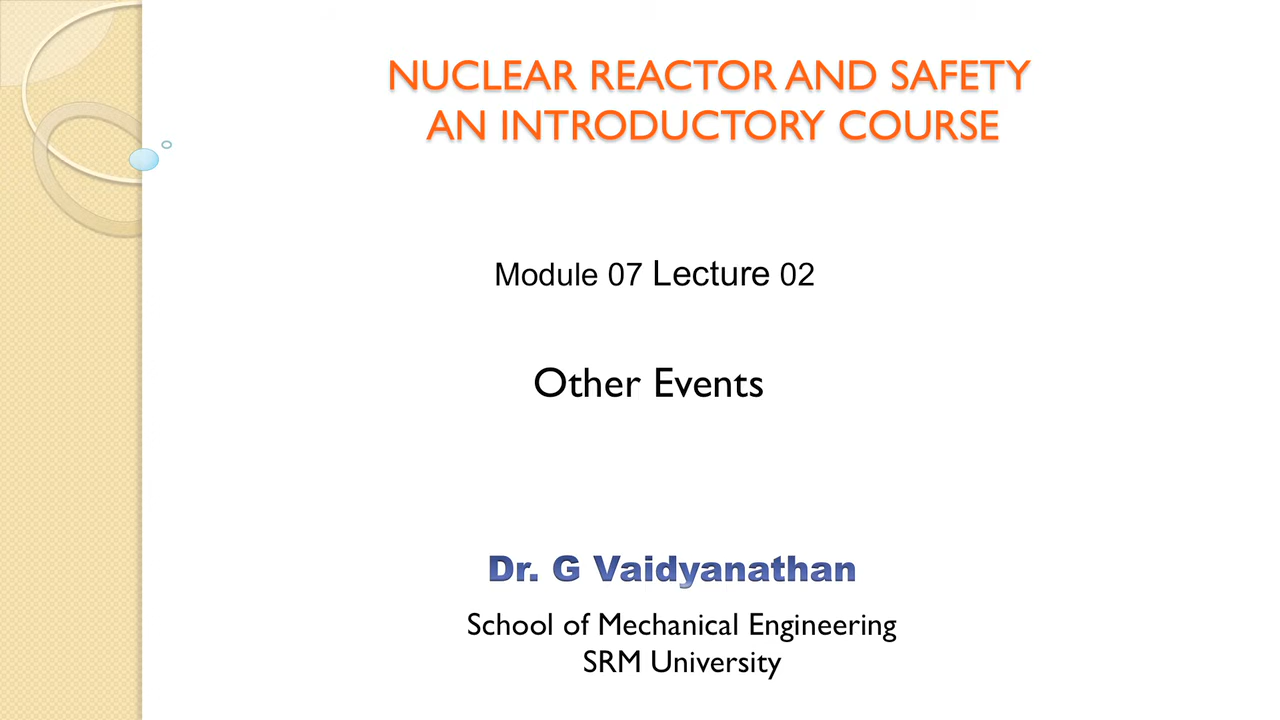 NUCLEAR REACTOR AND SAFETY
AN INTRODUCTORY COURSE
Module 07 Lecture 02
Other Events
Dr. G Vaidyanathan
School of Mechanical Engineering
SRM University